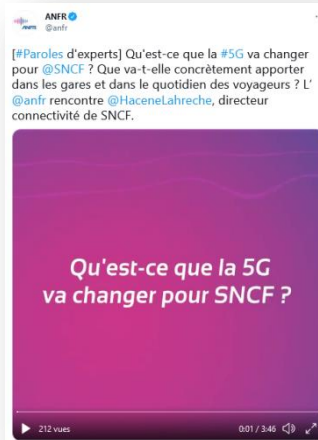 ANFR
@anfr
[#Paroles d'experts] Qu'est-ce que la #5G va changer
pour @SNCF ? Que va-t-elle concrètement apporter
dans les gares et dans le quotidien des voyageurs ? L'
@anfr rencontre @HaceneLahreche, directeur
connectivité de SNCF.
Qu'est-ce que la 5G
va changer pour SNCF ?
212 vues
0:01 / 3:46